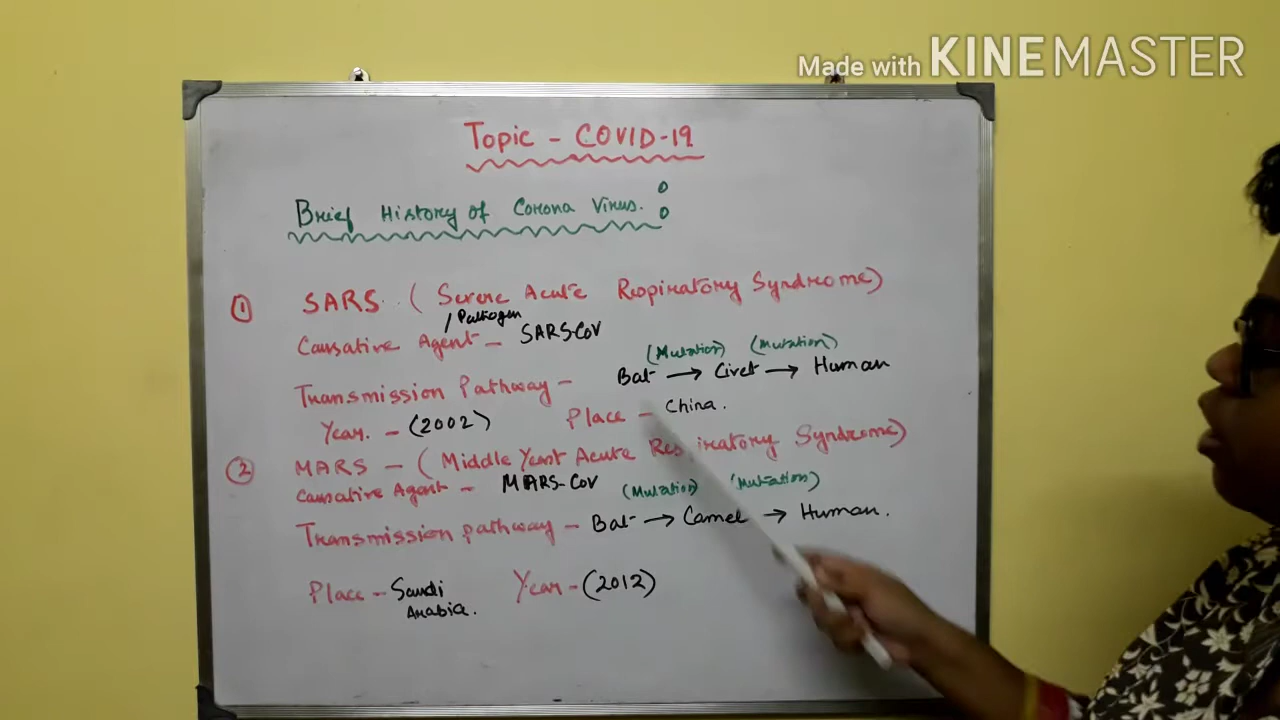 Made with KINEMASTER
Topic - COVID-19
Brief History of Corona Virus.:
① SARS (Severe Acute Respiratory Syndrome)
Causative Agent / Pathogen - SARS-CoV
(Mutation) (Mutation)
Transmission Pathway - Bat → Civet → Human
Year. - (2002) Place - China.
② MARS - (Middle Yeast Acute Respiratory Syndrome)
Causative Agent - MARS-CoV (Mutation) (Mutation)
Transmission pathway - Bat → Camel → Human.
Place - Saudi Arabia. Year - (2012)